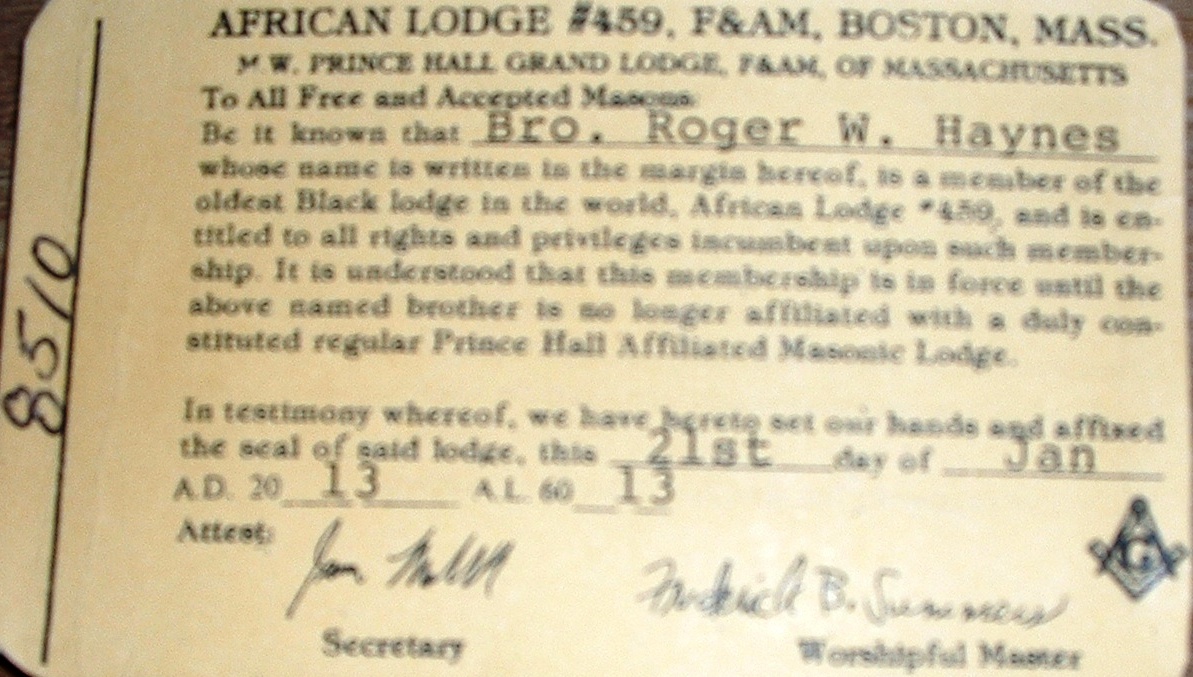 AFRICAN LODGE #459, F&AM, BOSTON, MASS.
M.W. PRINCE HALL GRAND LODGE, F&AM, OF MASSACHUSETTS
To All Free and Accepted Masons:
Be it known that Bro. Roger W. Haynes
whose name is written in the margin hereof, is a member of the
oldest Black lodge in the world, African Lodge #459, and is en-
titled to all rights and privileges incumbent upon such member-
ship. It is understood that this membership is in force until the
above named brother is no longer affiliated with a duly con-
stituted regular Prince Hall Affiliated Masonic Lodge.
In testimony whereof, we have hereto set our hands and affixed
the seal of said lodge, this 21st day of Jan
A.D. 20 13 A.L. 60 13
Attest:
Frederick B. Summers
Secretary Worshipful Master
G
8510